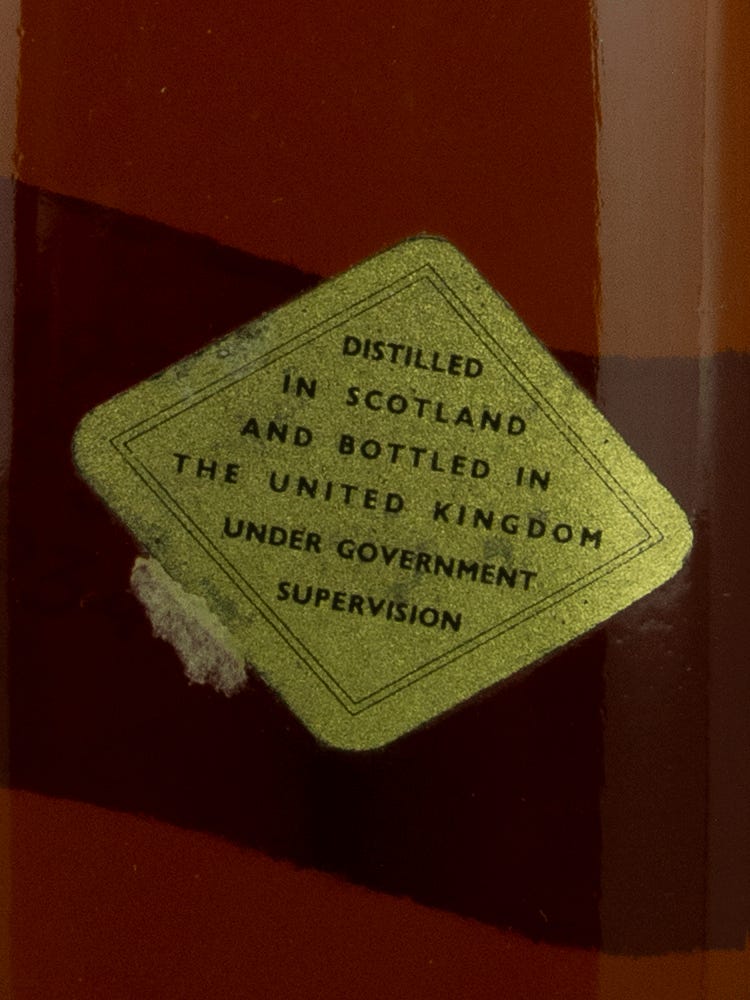 DISTILLED
IN SCOTLAND
AND BOTTLED IN
THE UNITED KINGDOM
UNDER GOVERNMENT
SUPERVISION